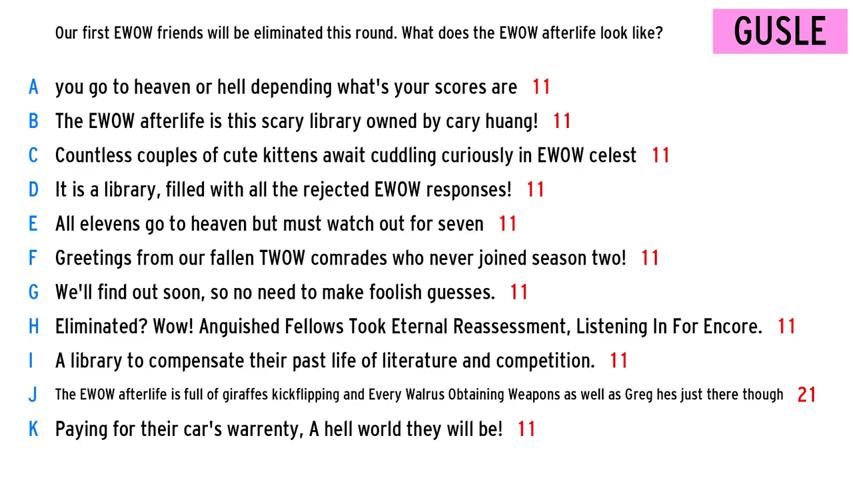 Our first EWOW friends will be eliminated this round. What does the EWOW afterlife look like?
GUSLE
A you go to heaven or hell depending what's your scores are 11
B The EWOW afterlife is this scary library owned by cary huang! 11
C Countless couples of cute kittens await cuddling curiously in EWOW celest 11
D It is a library, filled with all the rejected EWOW responses! 11
E All elevens go to heaven but must watch out for seven 11
F Greetings from our fallen TWOW comrades who never joined season two! 11
G We'll find out soon, so no need to make foolish guesses. 11
H Eliminated? Wow! Anguished Fellows Took Eternal Reassessment, Listening In For Encore. 11
I A library to compensate their past life of literature and competition. 11
J The EWOW afterlife is full of giraffes kickflipping and Every Walrus Obtaining Weapons as well as Greg hes just there though 21
K Paying for their car's warrenty, A hell world they will be! 11